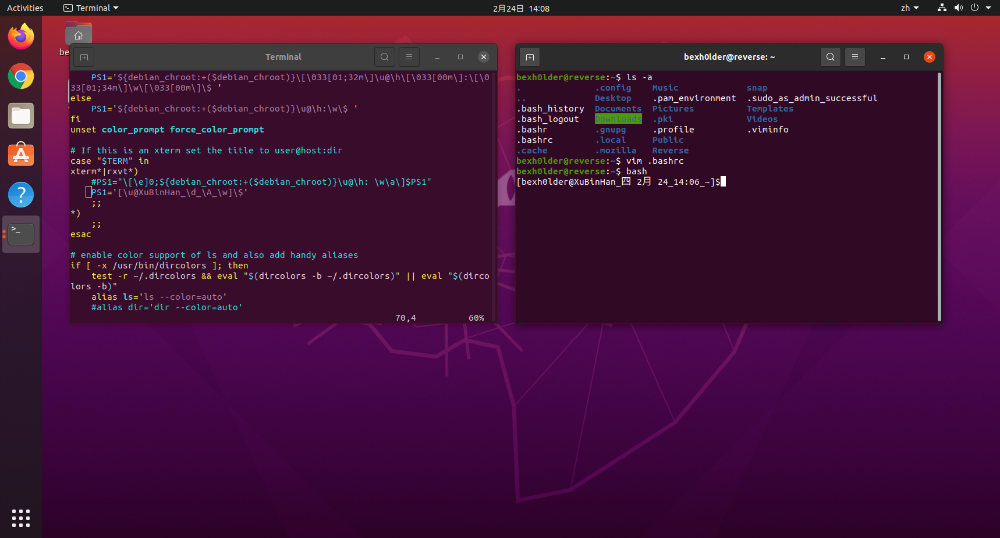 Activities
Terminal
2月24日 14:08
zh
be
Terminal
PS1='${debian_chroot:+($debian_chroot)}\[\033[01;32m\]\u@\h\[\033[00m\]:\[\0
33[01;34m\]\w\[\033[00m\]\$ '
else
PS1='${debian_chroot:+($debian_chroot)}\u@\h:\w\$ '
fi
unset color_prompt force_color_prompt
# If this is an xterm set the title to user@host:dir
case "$TERM" in
xterm*|rxvt*)
#PS1="\[\e]0;${debian_chroot:+($debian_chroot)}\u@\h: \w\a\]$PS1"
PS1='[\u@XuBinHan_\d_\A_\w]\$'
;;
*)
;;
esac
# enable color support of ls and also add handy aliases
if [ -x /usr/bin/dircolors ]; then
test -r ~/.dircolors && eval "$(dircolors -b ~/.dircolors)" || eval "$(dirco
lors -b)"
alias ls='ls --color=auto'
#alias dir='dir --color=auto'
70,4 60%
bexh0lder@reverse: ~
bexh0lder@reverse:~$ ls -a
. .config Music snap
.. Desktop .pam_environment .sudo_as_admin_successful
.bash_history Documents Pictures Templates
.bash_logout Downloads .pki Videos
.bashr .gnupg .profile .viminfo
.bashrc .local Public
.cache .mozilla Reverse
bexh0lder@reverse:~$ vim .bashrc
bexh0lder@reverse:~$ bash
[bexh0lder@XuBinHan_四 2月 24_14:06_~]$